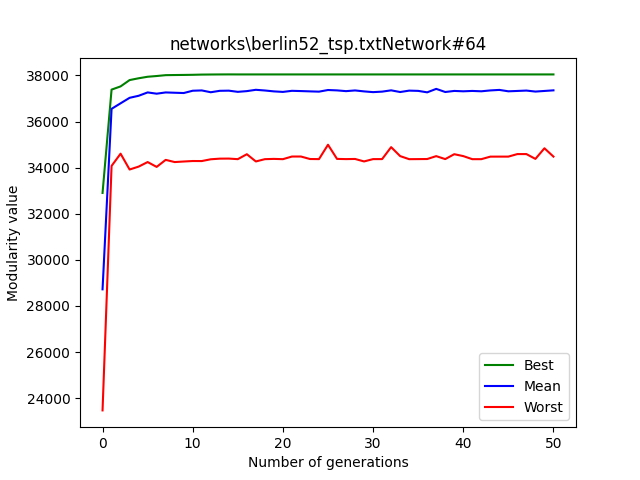 networks\berlin52_tsp.txtNetwork#64
Modularity value
38000
36000
34000
32000
30000
28000
26000
24000
0
10
20
30
40
50
Number of generations
Best
Mean
Worst